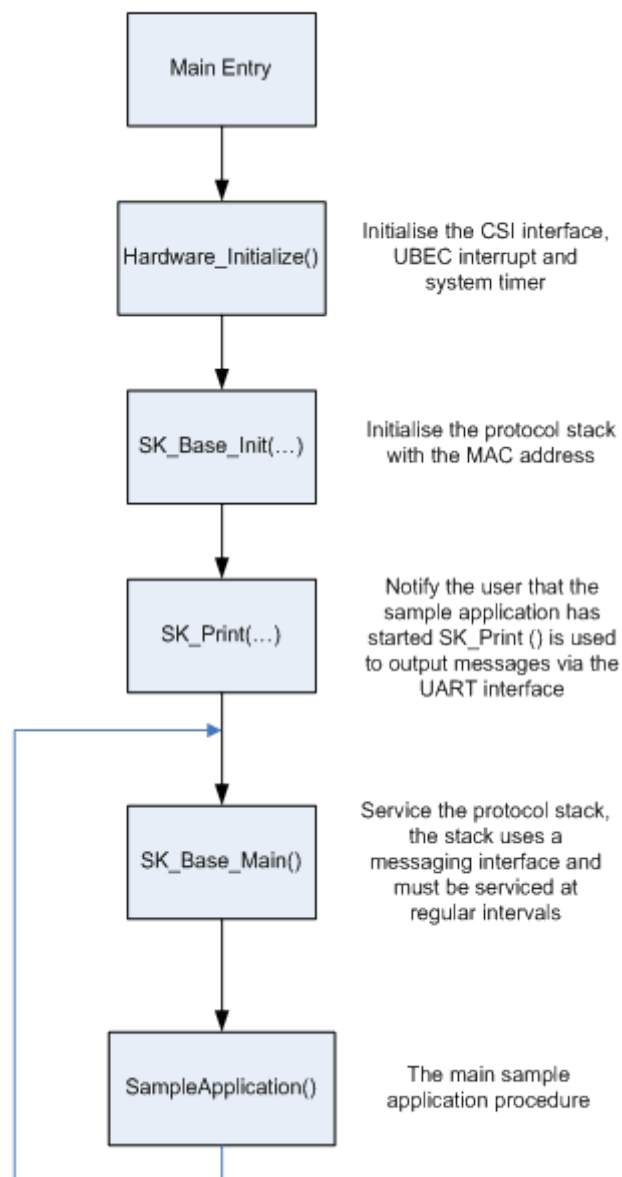 Main Entry
Hardware_Initialize()
Initialise the CSI interface,
UBEC interrupt and
system timer
SK_Base_Init(…)
Initialise the protocol stack
with the MAC address
SK_Print(…)
Notify the user that the
sample application has
started SK_Print () is used
to output messages via the
UART interface
SK_Base_Main()
Service the protocol stack,
the stack uses a
messaging interface and
must be serviced at
regular intervals
SampleApplication()
The main sample
application procedure